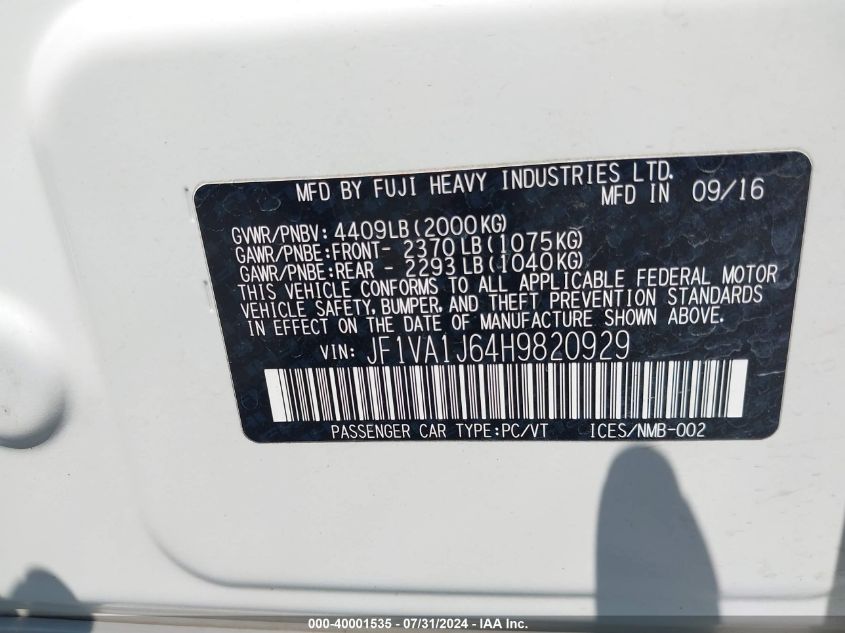 MFD BY FUJI HEAVY INDUSTRIES LTD.
MFD IN 09/16
GVWR/PNBV: 4409LB(2000KG)
GAWR/PNBE:FRONT- 2370LB(1075KG)
GAWR/PNBE:REAR - 2293LB(1040KG)
THIS VEHICLE CONFORMS TO ALL APPLICABLE FEDERAL MOTOR
VEHICLE SAFETY, BUMPER, AND THEFT PREVENTION STANDARDS
IN EFFECT ON THE DATE OF MANUFACTURE SHOWN ABOVE.
VIN: JF1VA1J64H9820929
PASSENGER CAR TYPE:PC/VT ICES/NMB-002
000-40001535 - 07/31/2024 - IAA Inc.